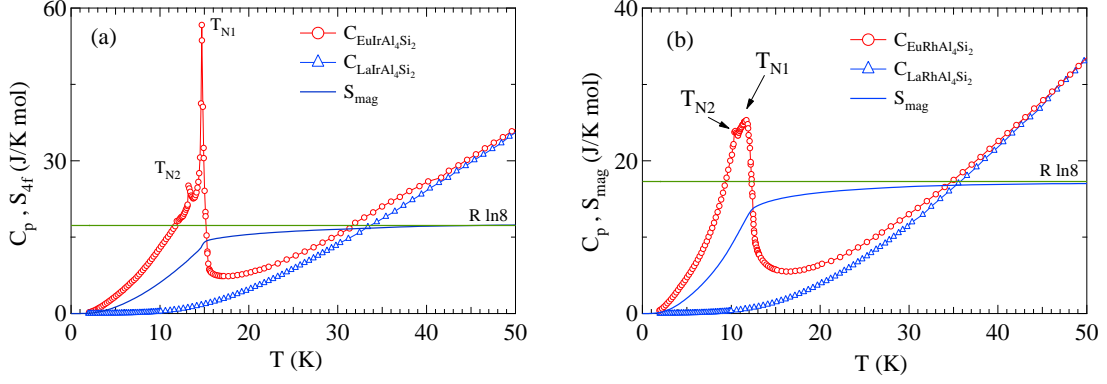 60
(a)
T_N1
C_EuIrAl4Si2
C_LaIrAl4Si2
S_mag
T_N2
R ln8
C_p , S_4f (J/K mol)
30
0
0 10 20 30 40 50
T (K)
40
(b)
C_EuRhAl4Si2
C_LaRhAl4Si2
S_mag
T_N1
T_N2
R ln8
C_p , S_mag (J/K mol)
20
0
0 10 20 30 40 50
T (K)